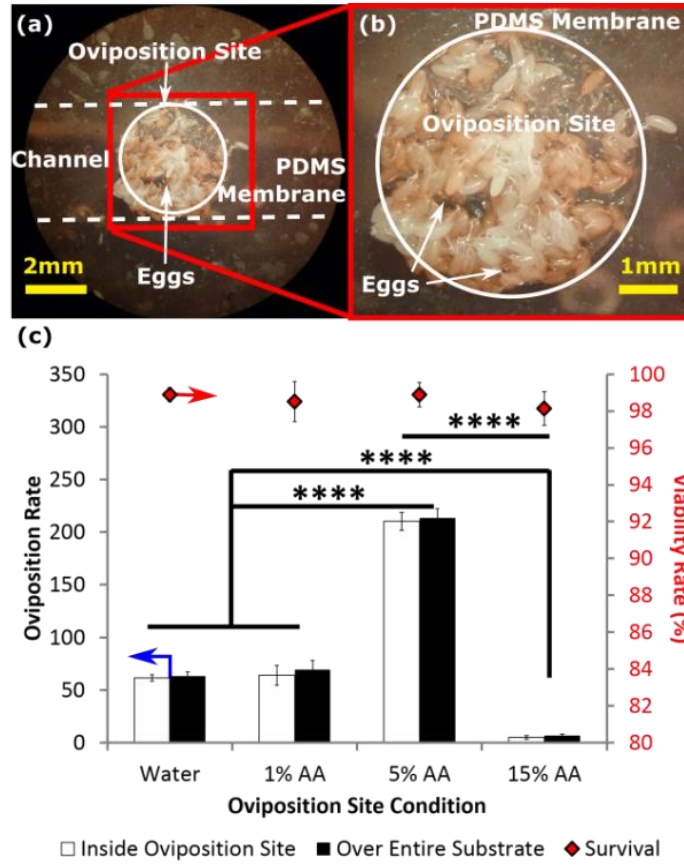 (a)
Oviposition Site
Channel
PDMS
Membrane
Eggs
2mm
(b)
PDMS Membrane
Oviposition Site
Eggs
1mm
(c)
350
300
250
200
150
100
50
0
Oviposition Rate
100
98
96
94
92
90
88
86
84
82
80
Viability Rate (%)
****
****
****
Water 1% AA 5% AA 15% AA
Oviposition Site Condition
Inside Oviposition Site Over Entire Substrate Survival